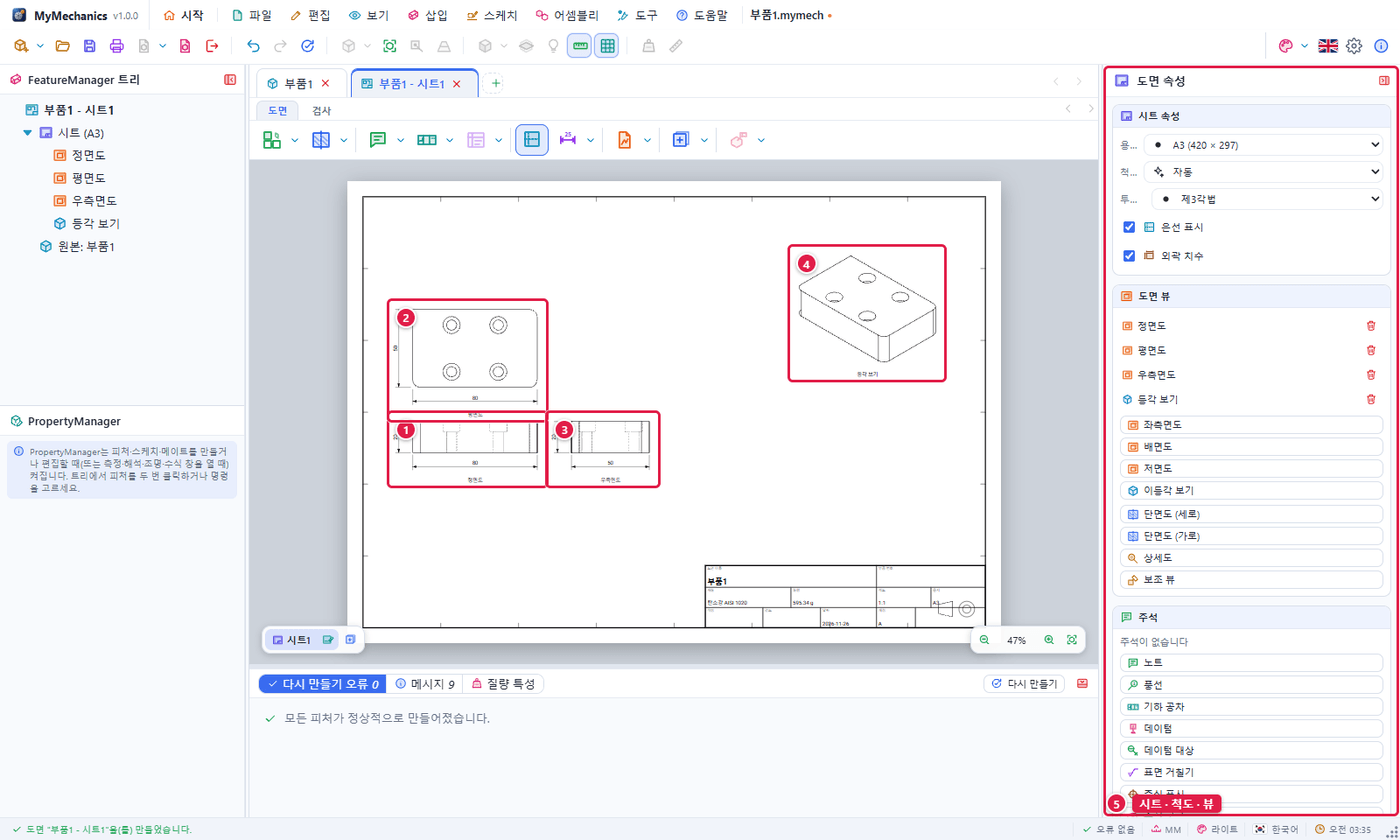 MyMechanics v1.0.0
시작
파일
편집
보기
삽입
스케치
어셈블리
도구
도움말
부품1.mymech
FeatureManager 트리
부품1 - 시트1
시트 (A3)
정면도
평면도
우측면도
등각 보기
원본: 부품1
PropertyManager
PropertyManager는 피처·스케치·메이트를 만들거
나 편집할 때(또는 측정·해석·조명·수식 창을 열 때)
켜집니다. 트리에서 피처를 두 번 클릭하거나 명령
을 고르세요.
부품1
부품1 - 시트1
도면
검사
25
2
80
평면도
1
80
정면도
3
50
우측면도
4
등각 보기
부품1
탄소강 AISI 1020
595.34 g
1:1
A3
2026-11-26
A
시트1
47%
다시 만들기 오류 0
메시지 9
질량 특성
다시 만들기
모든 피처가 정상적으로 만들어졌습니다.
도면 속성
시트 속성
용...
A3 (420 × 297)
척...
자동
투...
제3각법
은선 표시
외곽 치수
도면 뷰
정면도
평면도
우측면도
등각 보기
좌측면도
배면도
저면도
이등각 보기
단면도 (세로)
단면도 (가로)
상세도
보조 뷰
주석
주석이 없습니다
노트
풍선
기하 공차
데이텀
데이텀 대상
표면 거칠기
5
시트 · 척도 · 뷰
도면 "부품1 - 시트1"을(를) 만들었습니다.
오류 없음
MM
라이트
한국어
오전 03:35